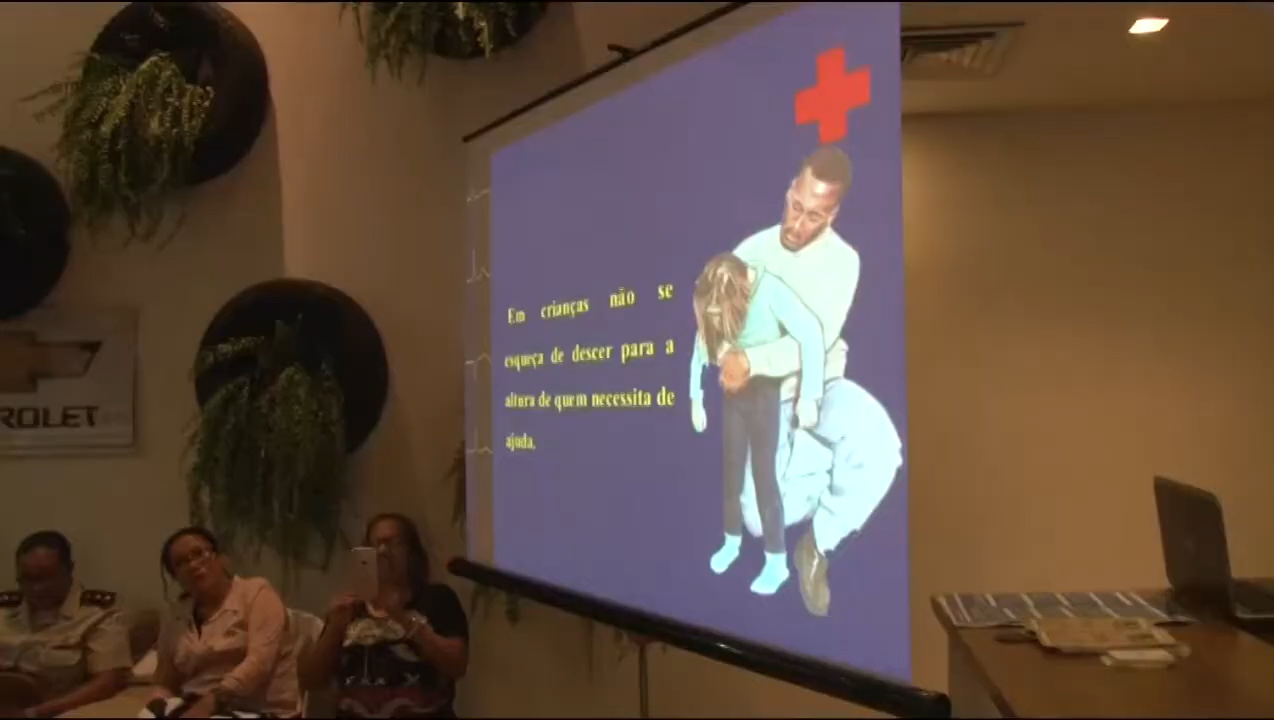 Em crianças não se
esqueça de descer para a
altura de quem necessita de
ajuda.
ROLET